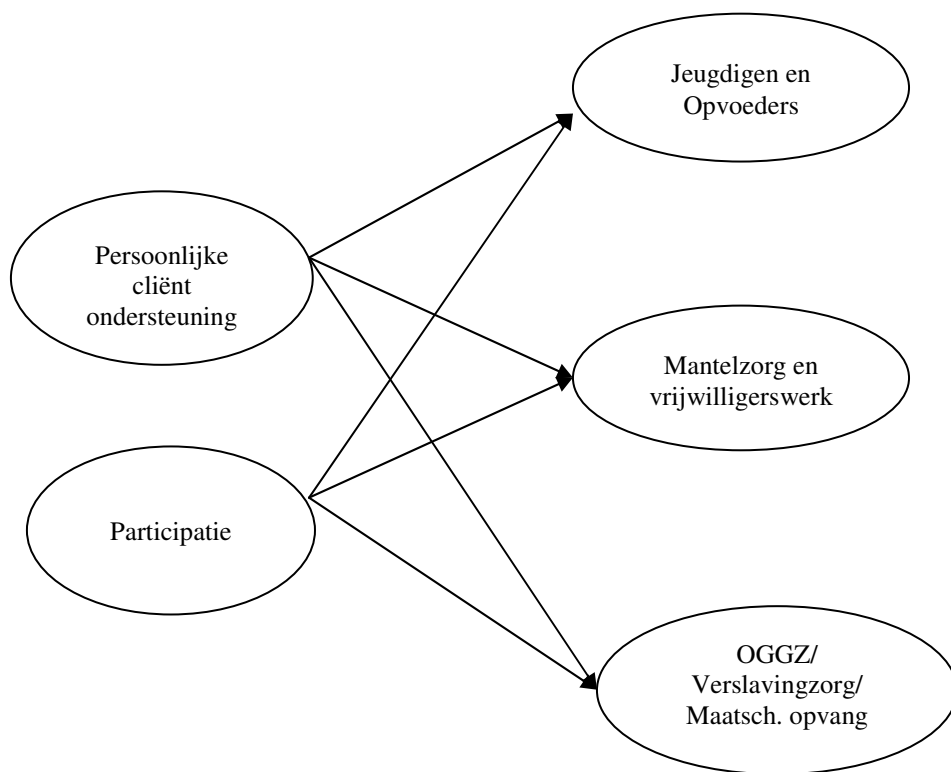 Jeugdigen en
Opvoeders
Persoonlijke
cliënt
ondersteuning
Mantelzorg en
vrijwilligerswerk
Participatie
OGGZ/
Verslavingzorg/
Maatsch. opvang